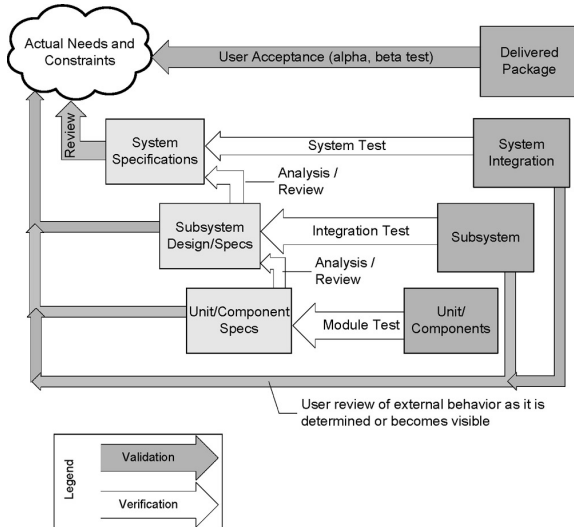 Actual Needs and
Constraints
User Acceptance (alpha, beta test)
Delivered
Package
Review
System
Specifications
System Test
System
Integration
Analysis /
Review
Subsystem
Design/Specs
Integration Test
Subsystem
Analysis /
Review
Unit/Component
Specs
Module Test
Unit/
Components
User review of external behavior as it is
determined or becomes visible
Legend
Validation
Verification